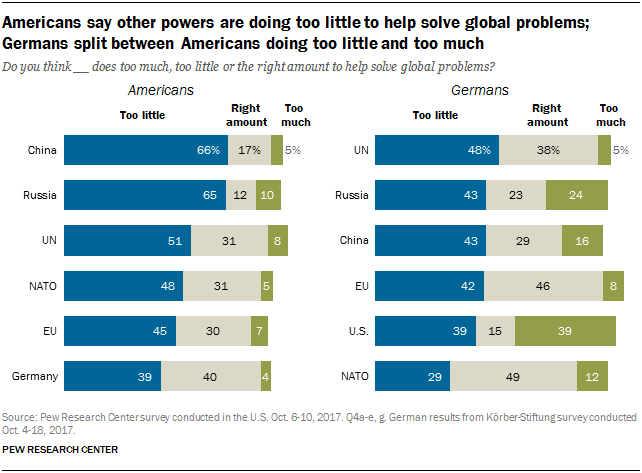 Americans say other powers are doing too little to help solve global problems;
Germans split between Americans doing too little and too much
Do you think __ does too much, too little or the right amount to help solve global problems?
Americans
Too little Right amount Too much
China 66% 17% 5%
Russia 65 12 10
UN 51 31 8
NATO 48 31 5
EU 45 30 7
Germany 39 40 4
Germans
Too little Right amount Too much
UN 48% 38% 5%
Russia 43 23 24
China 43 29 16
EU 42 46 8
U.S. 39 15 39
NATO 29 49 12
Source: Pew Research Center survey conducted in the U.S. Oct. 6-10, 2017. Q4a-e, g. German results from Körber-Stiftung survey conducted
Oct. 4-18, 2017.
PEW RESEARCH CENTER